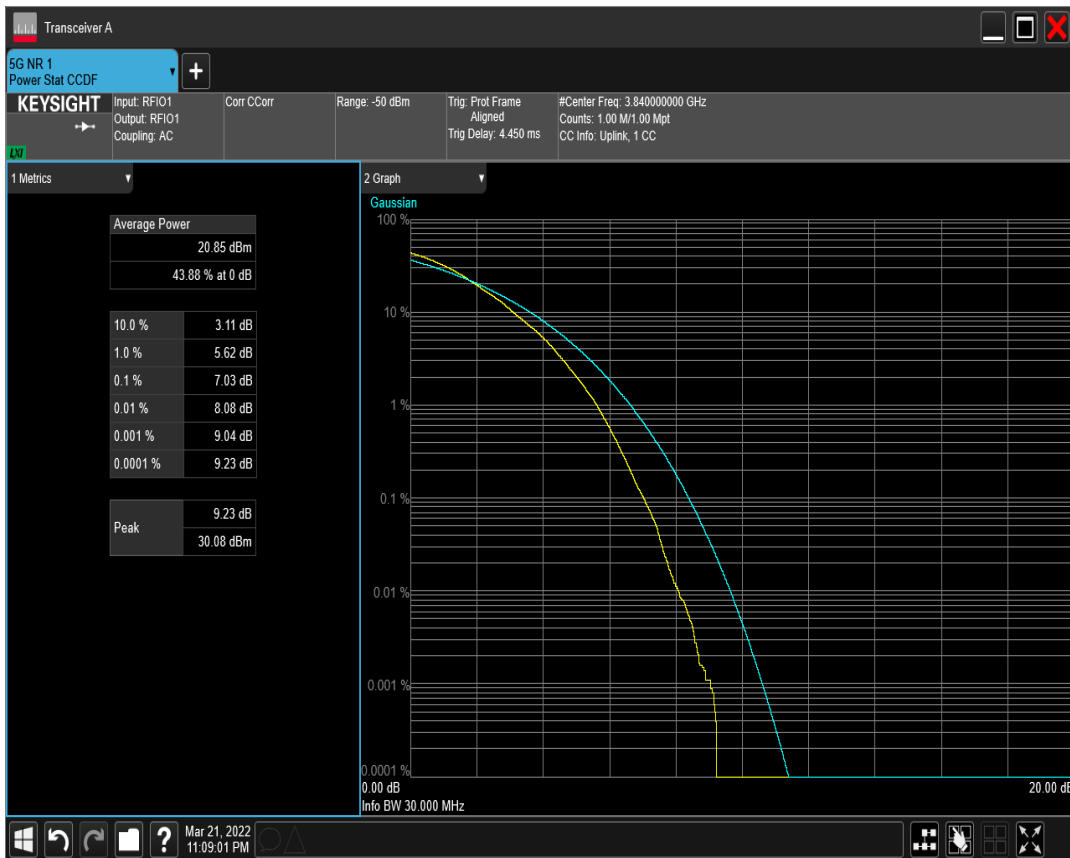 Transceiver A
5G NR 1
Power Stat CCDF
+
KEYSIGHT
LXI
Input: RFIO1
Output: RFIO1
Coupling: AC
Corr CCorr
Range: -50 dBm
Trig: Prot Frame
Aligned
Trig Delay: 4.450 ms
#Center Freq: 3.840000000 GHz
Counts: 1.00 M/1.00 Mpt
CC Info: Uplink, 1 CC
1 Metrics
Average Power
20.85 dBm
43.88 % at 0 dB
10.0 % 3.11 dB
1.0 % 5.62 dB
0.1 % 7.03 dB
0.01 % 8.08 dB
0.001 % 9.04 dB
0.0001 % 9.23 dB
Peak
9.23 dB
30.08 dBm
2 Graph
Gaussian
100 %
10 %
1 %
0.1 %
0.01 %
0.001 %
0.0001 %
0.00 dB 20.00 dB
Info BW 30.000 MHz
?
Mar 21, 2022
11:09:01 PM